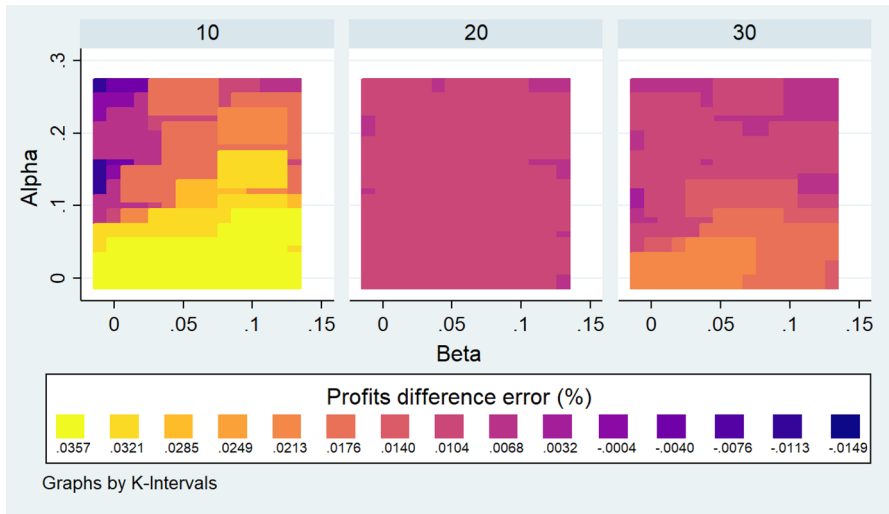 10 20 30
.3
.2
.1
0
Alpha
0 .05 .1 .15 0 .05 .1 .15 0 .05 .1 .15
Beta
Profits difference error (%)
.0357 .0321 .0285 .0249 .0213 .0176 .0140 .0104 .0068 .0032 -.0004 -.0040 -.0076 -.0113 -.0149
Graphs by K-Intervals